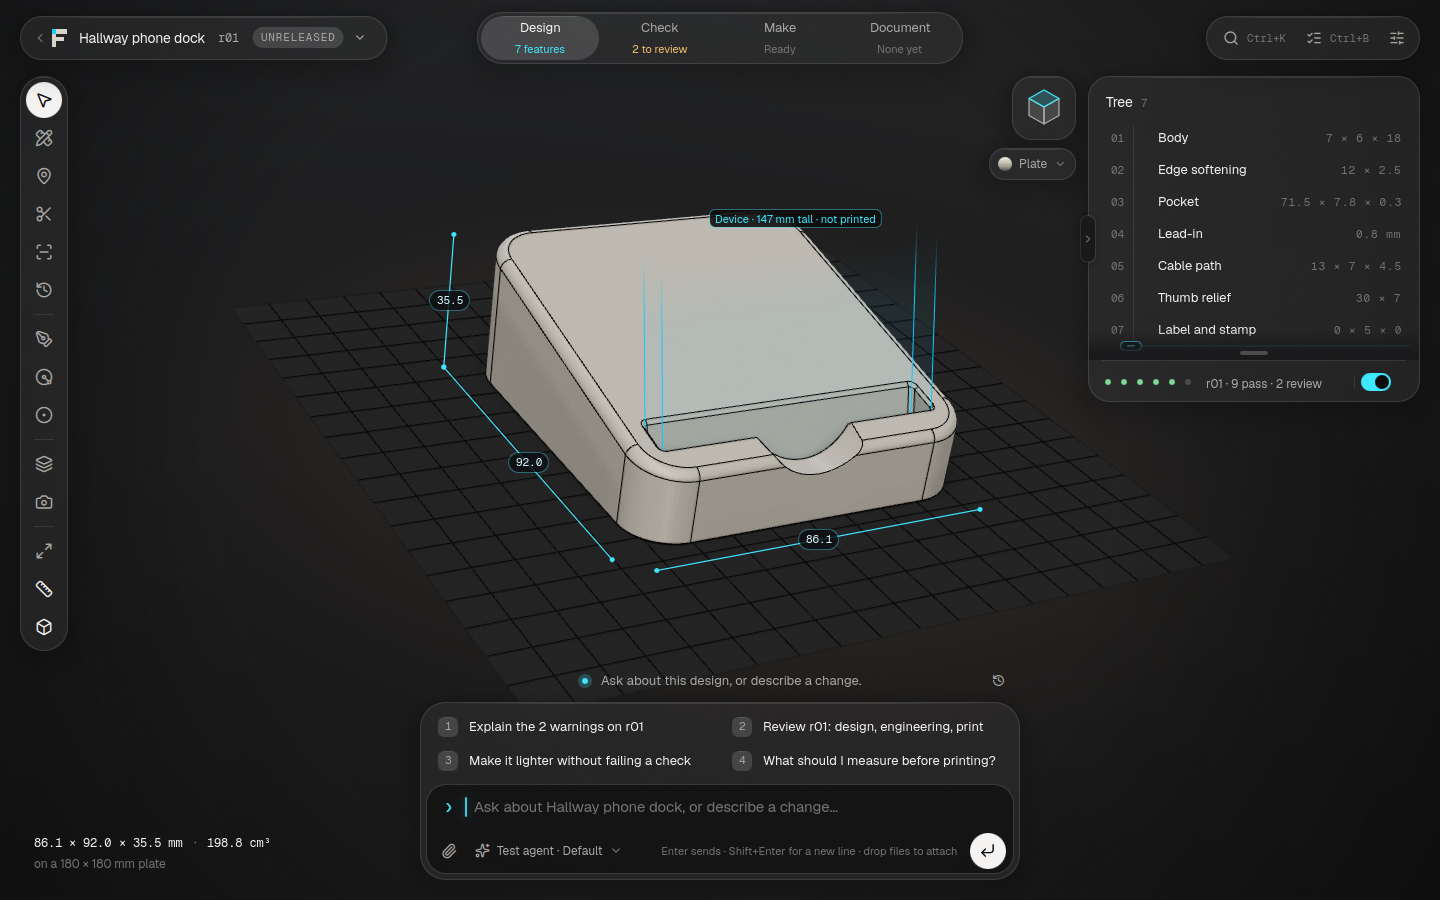 Hallway phone dock r01 UNRELEASED
Design
7 features
Check
2 to review
Make
Ready
Document
None yet
Ctrl+K
Ctrl+B
Plate
Tree 7
01 Body 7 × 6 × 18
02 Edge softening 12 × 2.5
03 Pocket 71.5 × 7.8 × 0.3
04 Lead-in 0.8 mm
05 Cable path 13 × 7 × 4.5
06 Thumb relief 30 × 7
07 Label and stamp 0 × 5 × 0
r01 · 9 pass · 2 review
Device · 147 mm tall · not printed
35.5
92.0
86.1
Ask about this design, or describe a change.
1 Explain the 2 warnings on r01
2 Review r01: design, engineering, print
3 Make it lighter without failing a check
4 What should I measure before printing?
Ask about Hallway phone dock, or describe a change…
Test agent · Default
Enter sends · Shift+Enter for a new line · drop files to attach
86.1 × 92.0 × 35.5 mm · 198.8 cm³
on a 180 × 180 mm plate